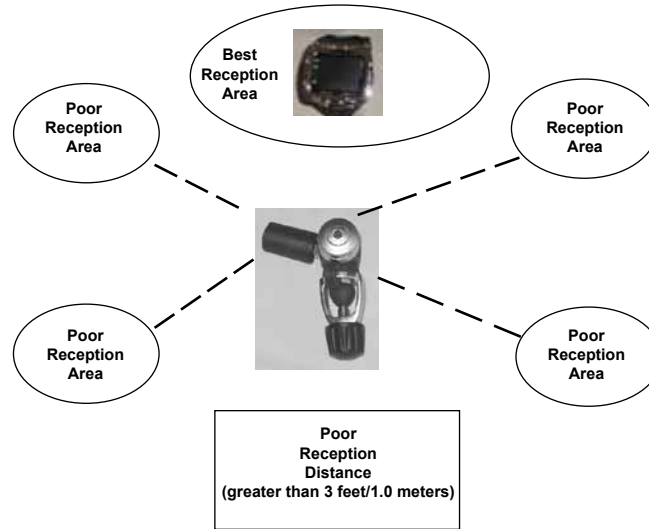 Best
Reception
Area
Poor
Reception
Area
Poor
Reception
Area
Poor
Reception
Area
Poor
Reception
Area
Poor
Reception
Distance
(greater than 3 feet/1.0 meters)